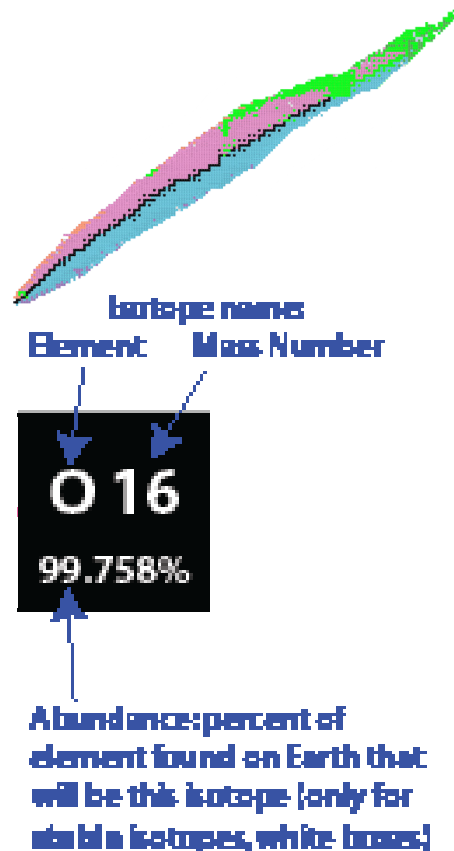 Isotope names
Element Mass Number
O 16
99.758%
Abundance: percent of
element found on Earth that
will be this isotope (only for
stable isotopes, white boxes)